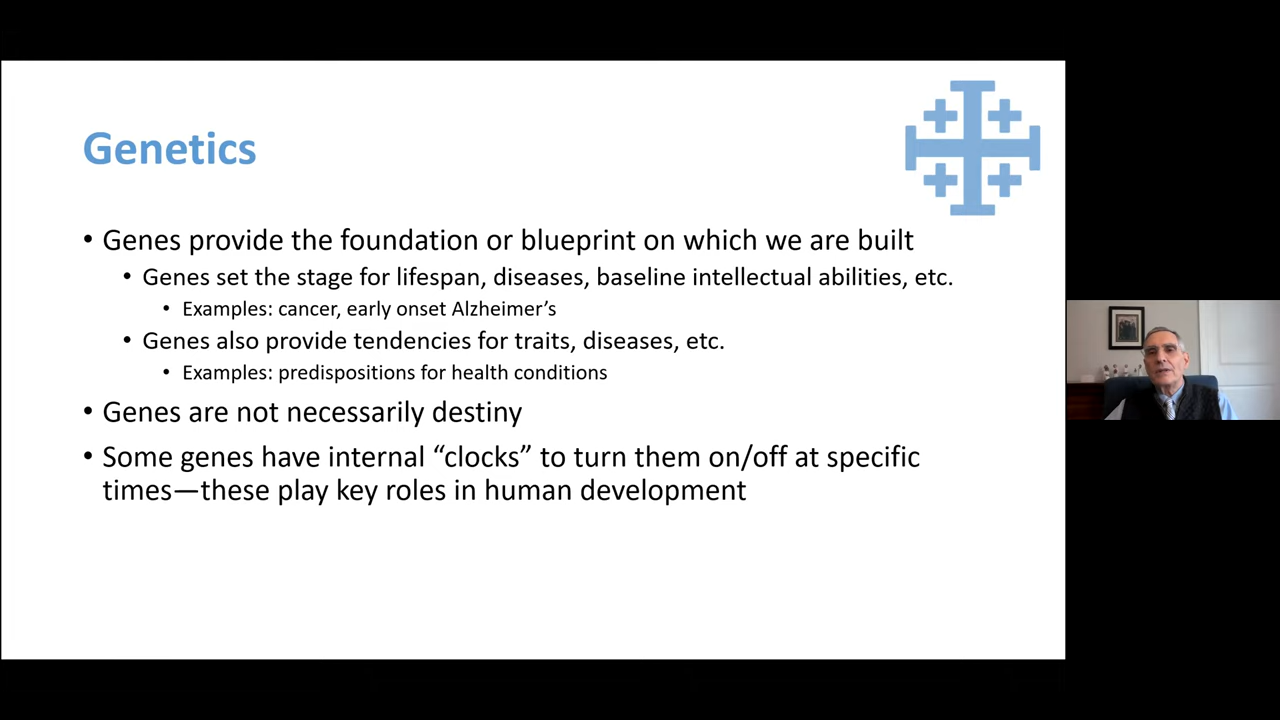 Genetics
• Genes provide the foundation or blueprint on which we are built
• Genes set the stage for lifespan, diseases, baseline intellectual abilities, etc.
• Examples: cancer, early onset Alzheimer’s
• Genes also provide tendencies for traits, diseases, etc.
• Examples: predispositions for health conditions
• Genes are not necessarily destiny
• Some genes have internal “clocks” to turn them on/off at specific
times—these play key roles in human development